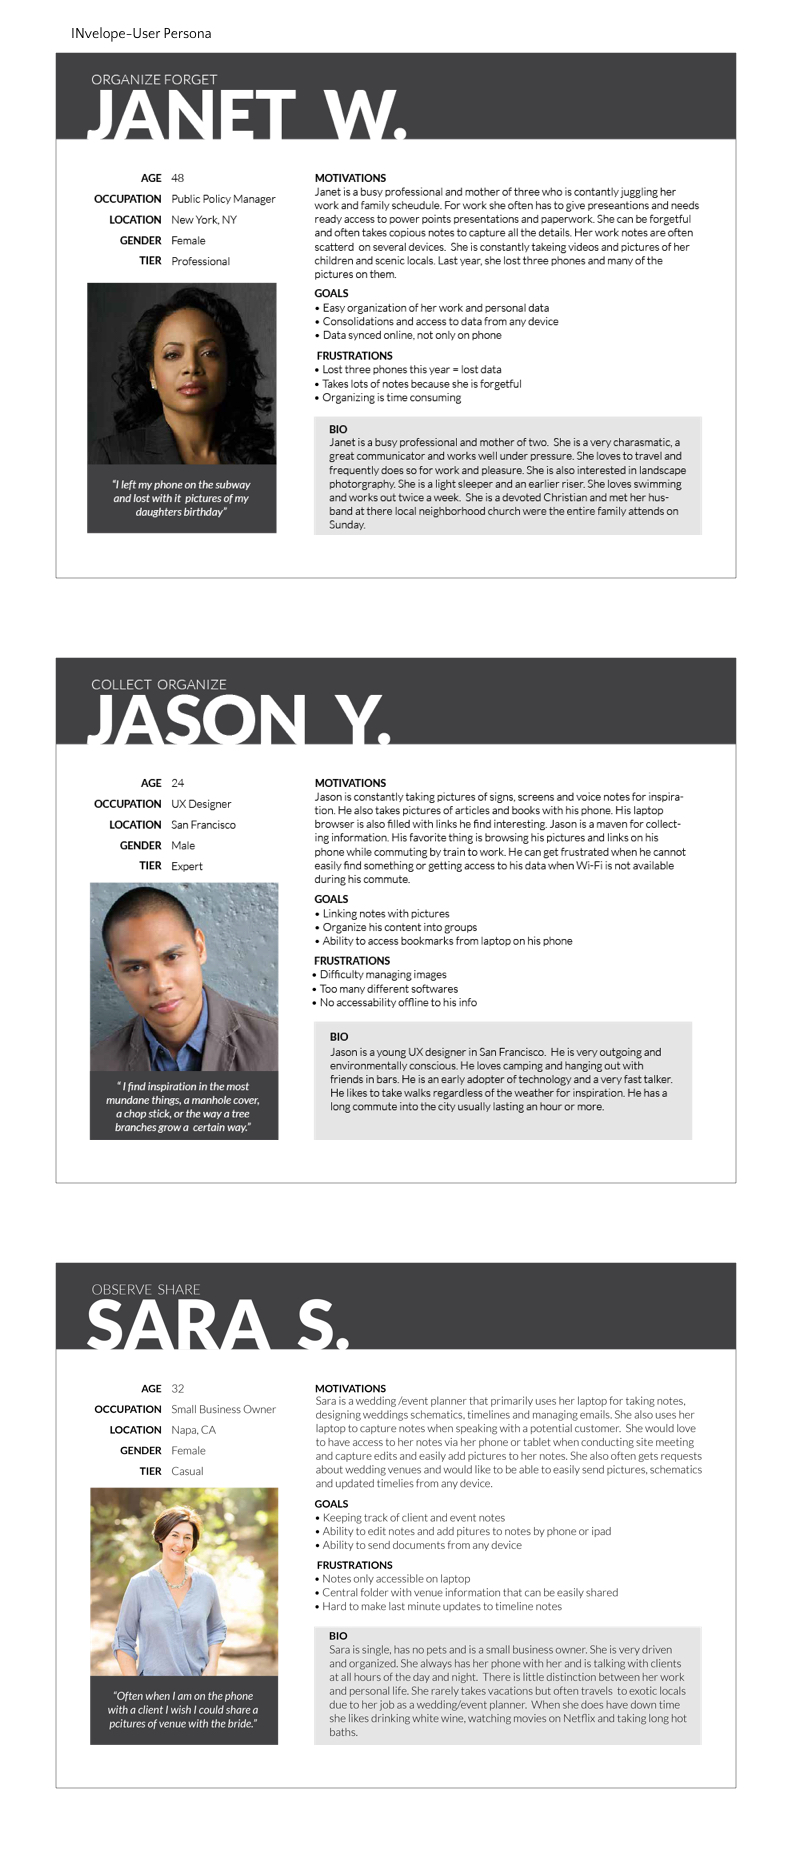 INvelope-User Persona
ORGANIZE FORGET
JANET W.
AGE 48
OCCUPATION Public Policy Manager
LOCATION New York, NY
GENDER Female
TIER Professional
"I left my phone on the subway
and lost with it pictures of my
daughters birthday"
MOTIVATIONS
Janet is a busy professional and mother of three who is contantly juggling her
work and family scheudule. For work she often has to give preseantions and needs
ready access to power points presentations and paperwork. She can be forgetful
and often takes copious notes to capture all the details. Her work notes are often
scatterd on several devices. She is constantly takeing videos and pictures of her
children and scenic locals. Last year, she lost three phones and many of the
pictures on them.
GOALS
• Easy organization of her work and personal data
• Consolidations and access to data from any device
• Data synced online, not only on phone
FRUSTRATIONS
• Lost three phones this year = lost data
• Takes lots of notes because she is forgetful
• Organizing is time consuming
BIO
Janet is a busy professional and mother of two. She is a very charasmatic, a
great communicator and works well under pressure. She loves to travel and
frequently does so for work and pleasure. She is also interested in landscape
photorgraphy. She is a light sleeper and an earlier riser. She loves swimming
and works out twice a week. She is a devoted Christian and met her hus-
band at there local neighborhood church were the entire family attends on
Sunday.
COLLECT ORGANIZE
JASON Y.
AGE 24
OCCUPATION UX Designer
LOCATION San Francisco
GENDER Male
TIER Expert
" I find inspiration in the most
mundane things, a manhole cover,
a chop stick, or the way a tree
branches grow a certain way."
MOTIVATIONS
Jason is constantly taking pictures of signs, screens and voice notes for inspira-
tion. He also takes pictures of articles and books with his phone. His laptop
browser is also filled with links he find interesting. Jason is a maven for collect-
ing information. His favorite thing is browsing his pictures and links on his
phone while commuting by train to work. He can get frustrated when he cannot
easily find something or getting access to his data when Wi-Fi is not available
during his commute.
GOALS
• Linking notes with pictures
• Organize his content into groups
• Ability to access bookmarks from laptop on his phone
FRUSTRATIONS
• Difficulty managing images
• Too many different softwares
• No accessability offline to his info
BIO
Jason is a young UX designer in San Francisco. He is very outgoing and
environmentally conscious. He loves camping and hanging out with
friends in bars. He is an early adopter of technology and a very fast talker.
He likes to take walks regardless of the weather for inspiration. He has a
long commute into the city usually lasting an hour or more.
OBSERVE SHARE
SARA S.
AGE 32
OCCUPATION Small Business Owner
LOCATION Napa, CA
GENDER Female
TIER Casual
"Often when I am on the phone
with a client I wish I could share a
pcitures of venue with the bride."
MOTIVATIONS
Sara is a wedding /event planner that primarily uses her laptop for taking notes,
designing weddings schematics, timelines and managing emails. She also uses her
laptop to capture notes when speaking with a potential customer. She would love
to have access to her notes via her phone or tablet when conducting site meeting
and capture edits and easily add pictures to her notes. She also often gets requests
about wedding venues and would like to be able to easily send pictures, schematics
and updated timelies from any device.
GOALS
• Keeping track of client and event notes
• Ability to edit notes and add pitures to notes by phone or ipad
• Ability to send documents from any device
FRUSTRATIONS
• Notes only accessible on laptop
• Central folder with venue information that can be easily shared
• Hard to make last minute updates to timeline notes
BIO
Sara is single, has no pets and is a small business owner. She is very driven
and organized. She always has her phone with her and is talking with clients
at all hours of the day and night. There is little distinction between her work
and personal life. She rarely takes vacations but often travels to exotic locals
due to her job as a wedding/event planner. When she does have down time
she likes drinking white wine, watching movies on Netflix and taking long hot
baths.